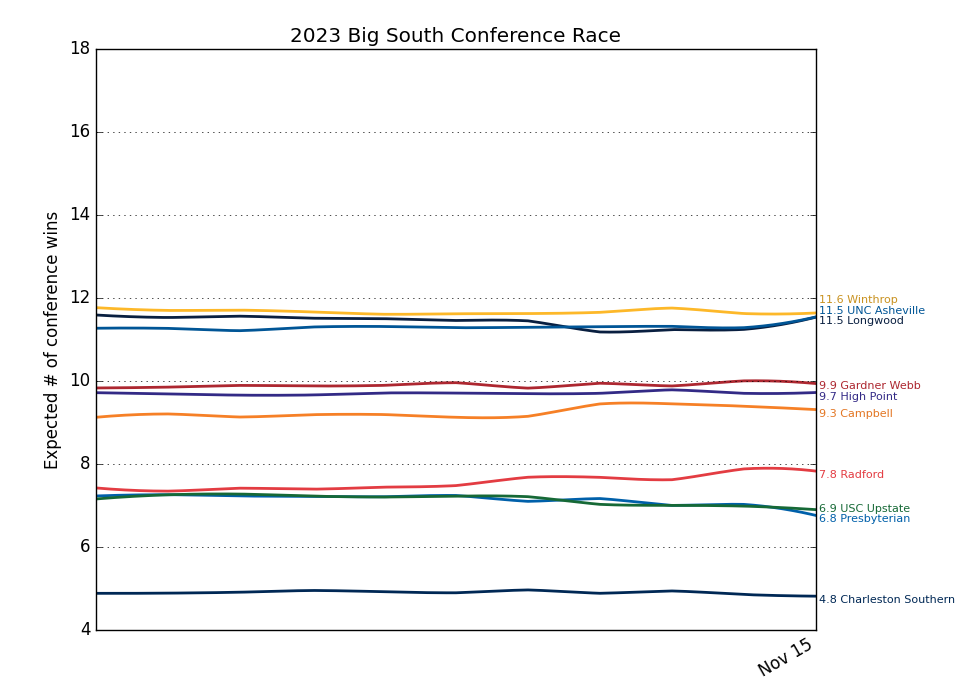 2023 Big South Conference Race
Expected # of conference wins
18
16
14
12
10
8
6
4
11.6 Winthrop
11.5 UNC Asheville
11.5 Longwood
9.9 Gardner Webb
9.7 High Point
9.3 Campbell
7.8 Radford
6.9 USC Upstate
6.8 Presbyterian
4.8 Charleston Southern
Nov 15